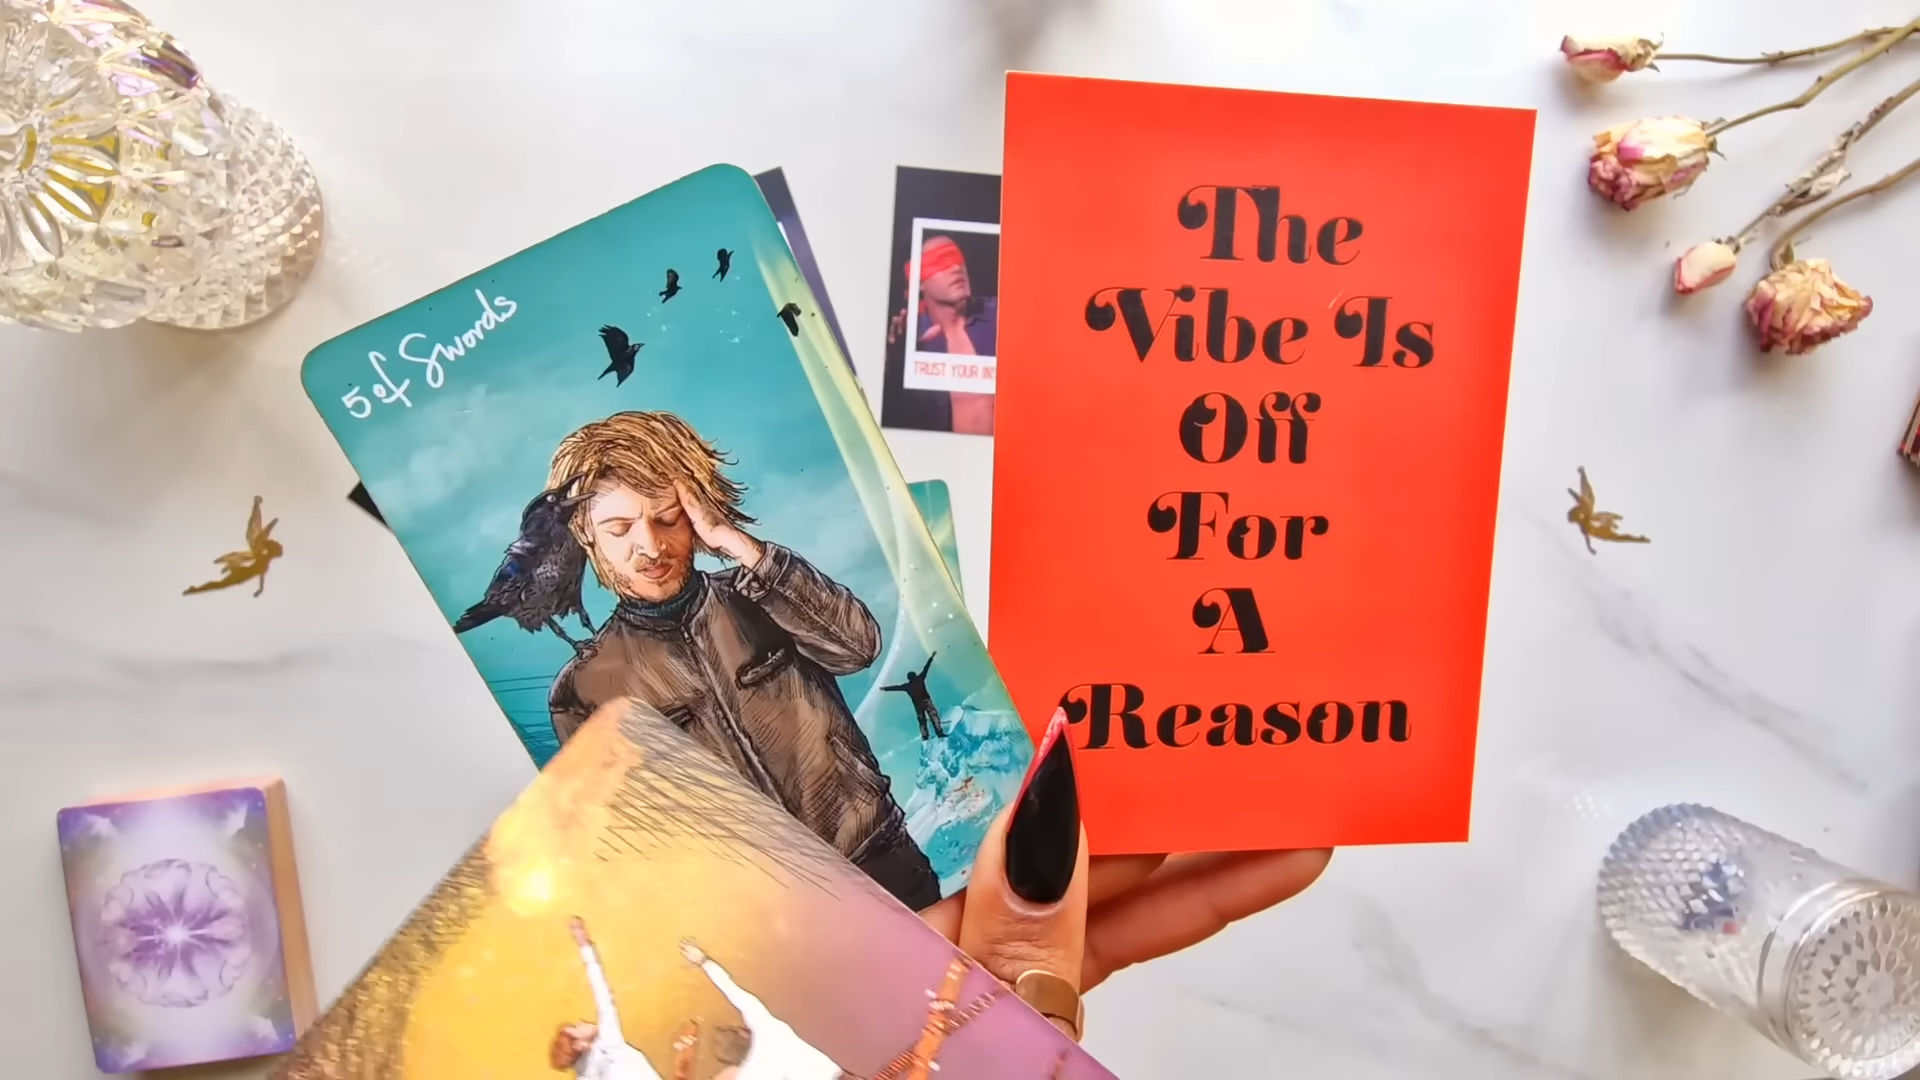 5 of Swords
TRUST YOUR
The
Vibe Is
Off
For
A
Reason